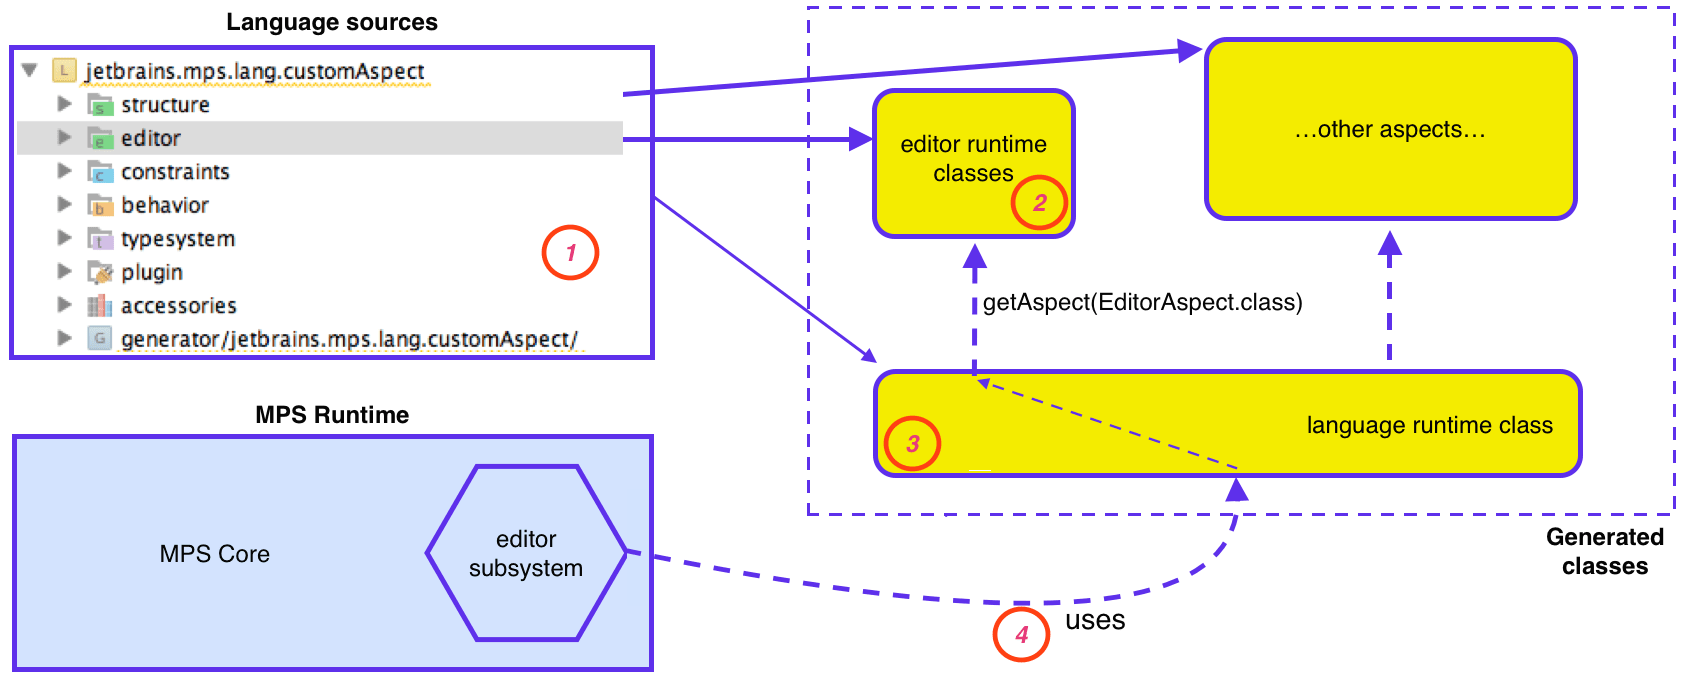 Language sources
L jetbrains.mps.lang.customAspect
s structure
e editor
c constraints
b behavior
t typesystem
plugin
accessories
G generator/jetbrains.mps.lang.customAspect/
1
editor runtime
classes
2
...other aspects...
getAspect(EditorAspect.class)
3
language runtime class
Generated
classes
MPS Runtime
MPS Core
editor
subsystem
4
uses